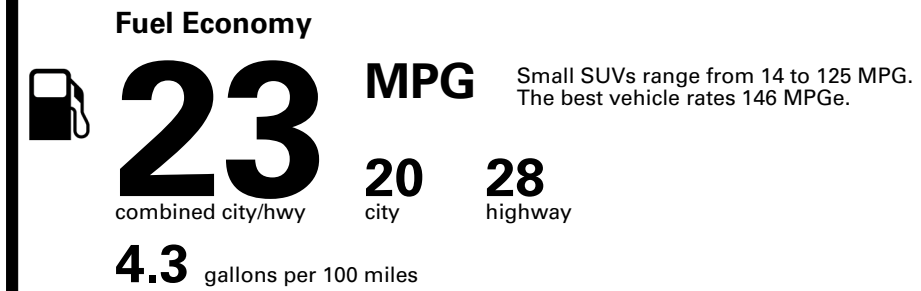 Fuel Economy
23 MPG
Small SUVs range from 14 to 125 MPG.
The best vehicle rates 146 MPGe.
combined city/hwy
20
city
28
highway
4.3 gallons per 100 miles